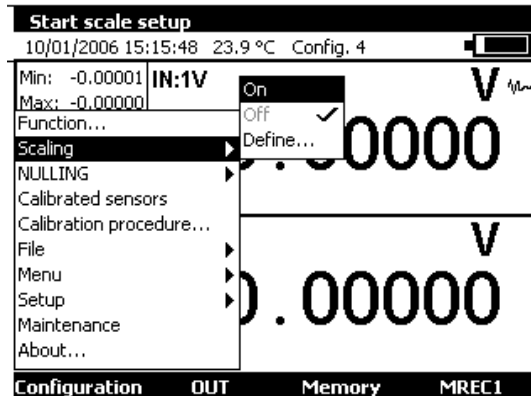 Start scale setup
10/01/2006 15:15:48 23.9 °C Config. 4
Min: -0.00001 IN:1V V
Max: -0.00000
On
Off
Define...
Function...
Scaling
NULLING
Calibrated sensors
Calibration procedure...
File
Menu
Setup
Maintenance
About...
.00000
V
0.00000
Configuration OUT Memory MREC1